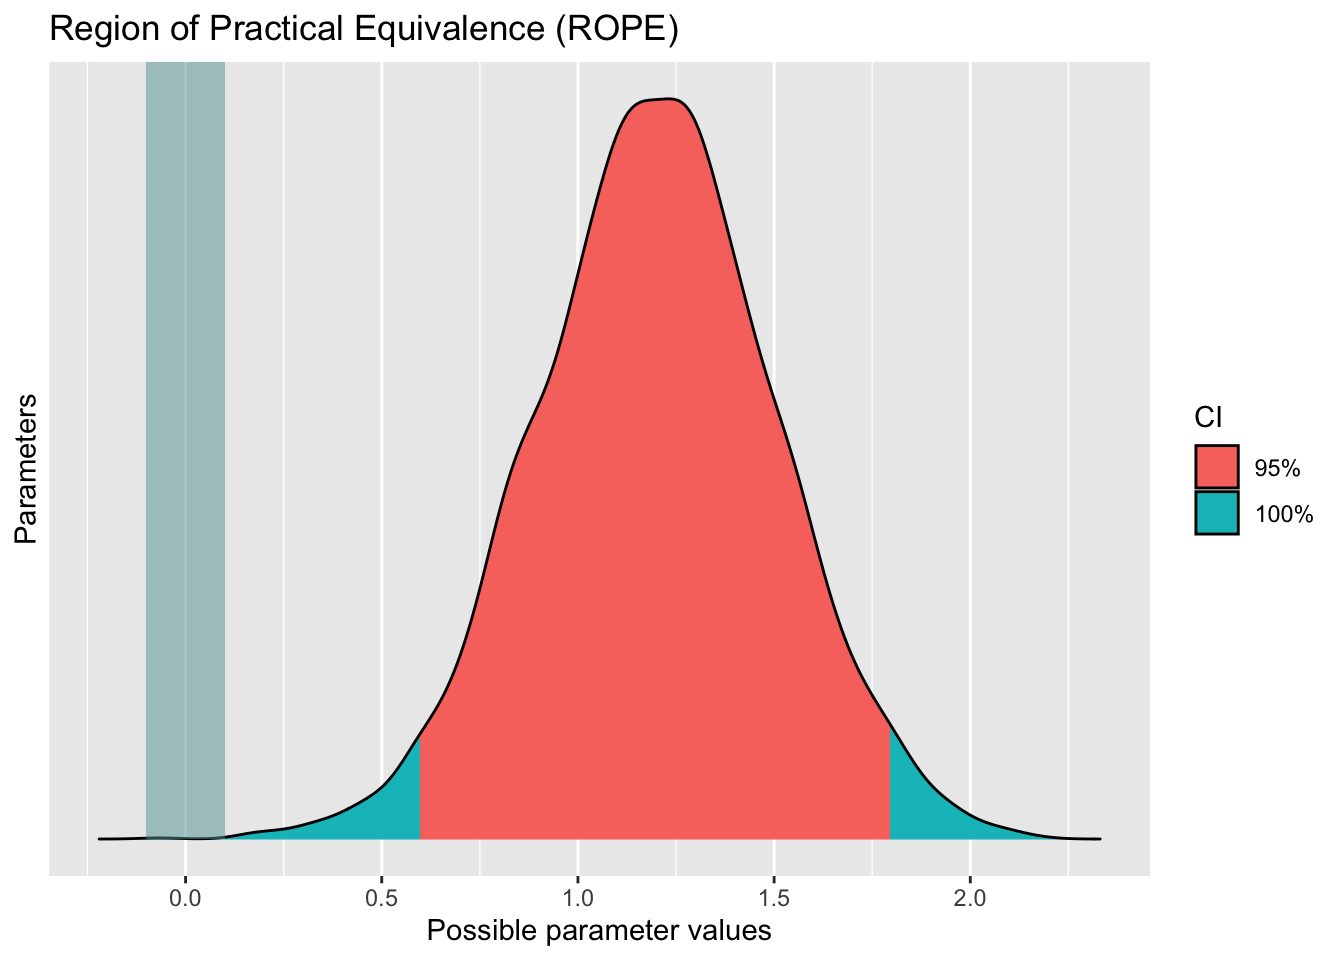 Region of Practical Equivalence (ROPE)
Parameters
CI
95%
100%
0.0 0.5 1.0 1.5 2.0
Possible parameter values